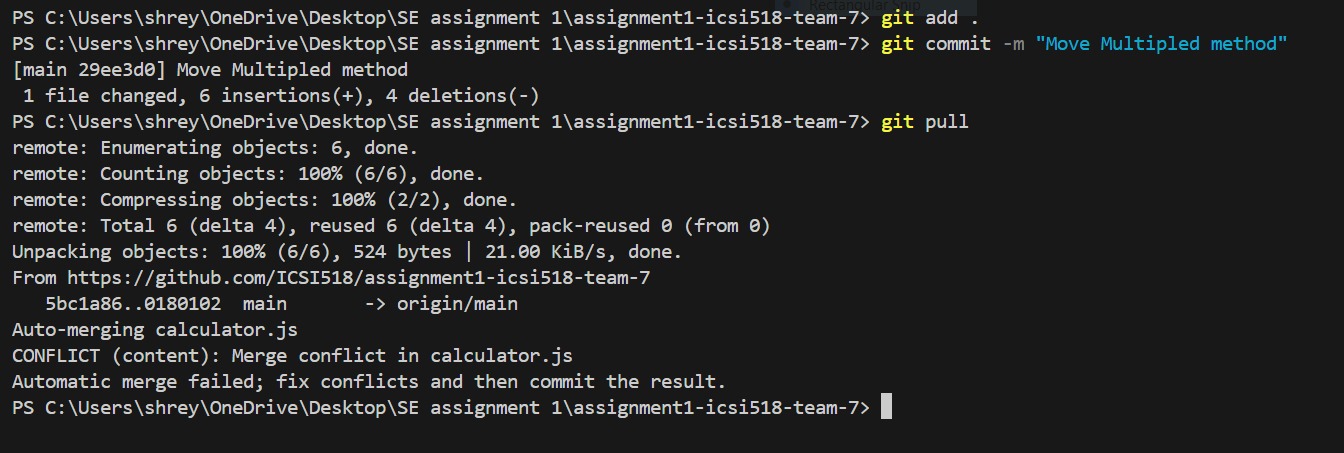 Rectangular Snip
PS C:\Users\shrey\OneDrive\Desktop\SE assignment 1\assignment1-icsi518-team-7> git add .
PS C:\Users\shrey\OneDrive\Desktop\SE assignment 1\assignment1-icsi518-team-7> git commit -m "Move Multipled method"
[main 29ee3d0] Move Multipled method
 1 file changed, 6 insertions(+), 4 deletions(-)
PS C:\Users\shrey\OneDrive\Desktop\SE assignment 1\assignment1-icsi518-team-7> git pull
remote: Enumerating objects: 6, done.
remote: Counting objects: 100% (6/6), done.
remote: Compressing objects: 100% (2/2), done.
remote: Total 6 (delta 4), reused 6 (delta 4), pack-reused 0 (from 0)
Unpacking objects: 100% (6/6), 524 bytes | 21.00 KiB/s, done.
From https://github.com/ICSI518/assignment1-icsi518-team-7
   5bc1a86..0180102  main       -> origin/main
Auto-merging calculator.js
CONFLICT (content): Merge conflict in calculator.js
Automatic merge failed; fix conflicts and then commit the result.
PS C:\Users\shrey\OneDrive\Desktop\SE assignment 1\assignment1-icsi518-team-7>